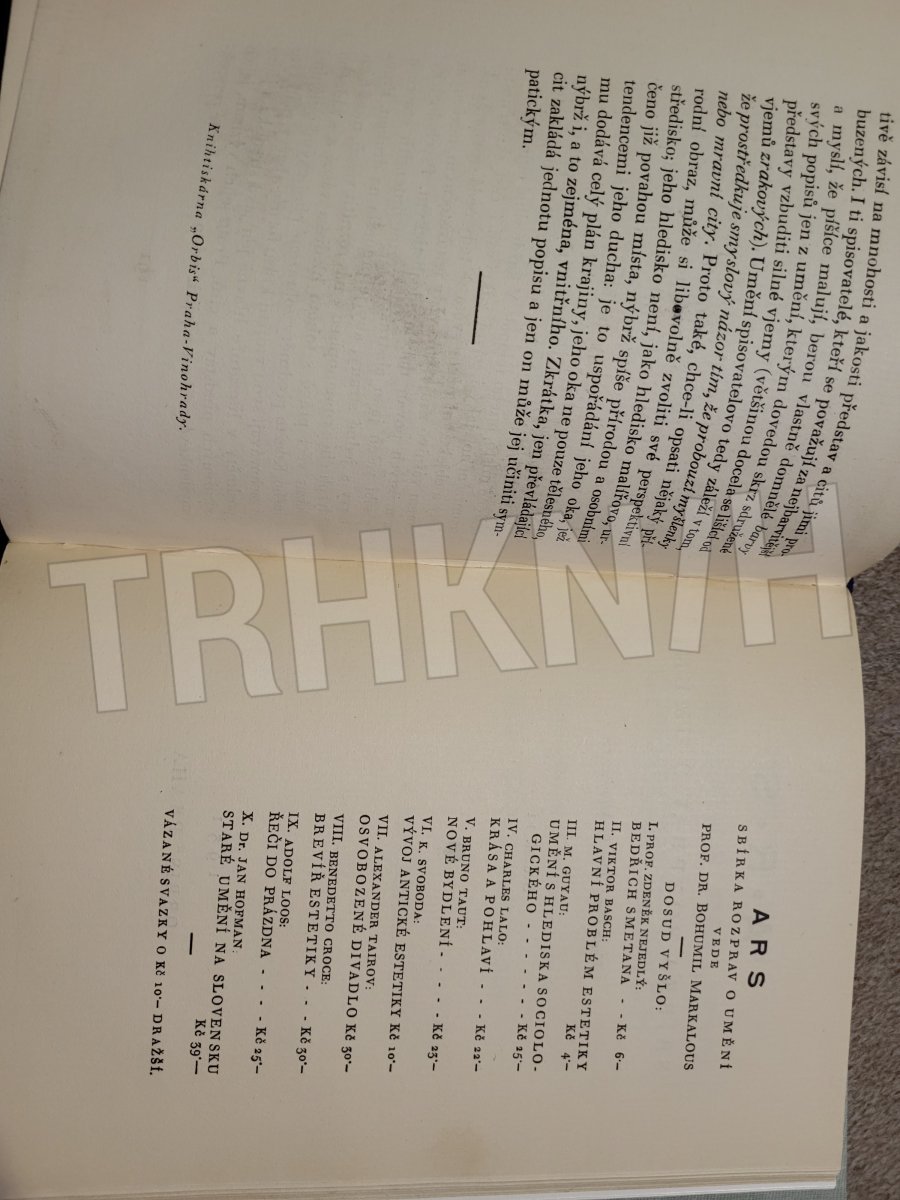 tivě závisí na mnohosti a jakosti představ a citů jimi pro-
buzených. I ti spisovatelé, kteří se považují za nejbarvitější
a myslí, že píšíce malují, berou vlastně domnělé barvy
svých popisů jen z umění, kterým dovedou skrz sdružené
představy vzbuditi silné vjemy (většinou docela se lišící od
vjemů zrakových). Umění spisovatelovo tedy záleží v tom,
že prostředkuje smyslový názor tím, že probouzí myšlenky
nebo mravní city. Proto také, chce-li opsati nějaký pří-
rodní obraz, může si libovolně zvoliti své perspektivní
středisko; jeho hledisko není, jako hledisko malířovo, ur-
čeno již povahou místa, nýbrž spíše přírodou a osobními
tendencemi jeho ducha: je to uspořádání jeho oka, jež
mu dodává celý plán krajiny, jeho oka ne pouze tělesného,
nýbrž i, a to zejména, vnitřního. Zkrátka, jen převládající
cit zakládá jednotu popisu a jen on může jej učiniti sym-
patickým.
Knihtiskárna „Orbis“ Praha-Vinohrady.
TRHKNIH
ARS
SBÍRKA ROZPRAV O UMĚNÍ
VEDE
PROF. DR. BOHUMIL MARKALOUS
DOSUD VYŠLO:
I. PROF. ZDENĚK NEJEDLÝ:
BEDŘICH SMETANA - - Kč 6·–
II. VIKTOR BASCH:
HLAVNÍ PROBLÉM ESTETIKY
Kč 4·–
III. M. GUYAU:
UMĚNÍ S HLEDISKA SOCIOLO-
GICKÉHO - - - - - - Kč 25·–
IV. CHARLES LALO:
KRÁSA A POHLAVÍ - - - Kč 22·–
V. BRUNO TAUT:
NOVÉ BYDLENÍ - - - - - Kč 23·–
VI. K. SVOBODA:
VÝVOJ ANTICKÉ ESTETIKY Kč 10·–
VII. ALEXANDER TAIROV:
OSVOBOZENÉ DIVADLO Kč 30·–
VIII. BENEDETTO CROCE:
BREVÍŘ ESTETIKY - - - Kč 30·–
IX. ADOLF LOOS:
ŘEČI DO PRÁZDNA - - - - Kč 25·–
X. Dr. JAN HOFMAN:
STARÉ UMĚNÍ NA SLOVENSKU
Kč 39·—
VÁZANÉ SVAZKY O Kč 10·– DRAŽŠÍ.